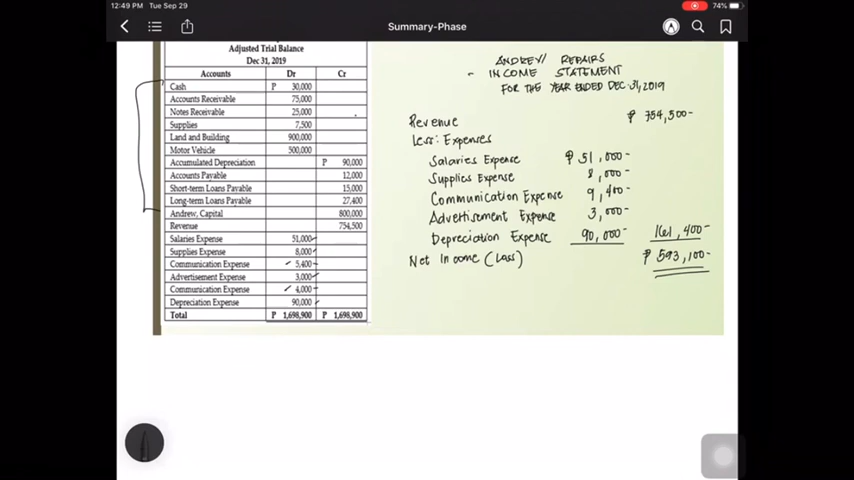 12:49 PM Tue Sept 29
74%
Summary-Phase
Adjusted Trial Balance
Dec 31, 2019
Accounts Dr Cr
Cash ₱ 30,000
Accounts Receivable 75,000
Notes Receivable 25,000
Supplies 7,500
Land and Building 900,000
Motor Vehicle 500,000
Accumulated Depreciation ₱ 90,000
Accounts Payable 12,000
Short-term Loans Payable 15,000
Long-term Loans Payable 27,400
Andrew, Capital 800,000
Revenue 754,500
Salaries Expense 51,000
Supplies Expense 8,000
Communication Expense 5,400
Advertisement Expense 3,000
Communication Expense 4,000
Depreciation Expense 90,000
Total ₱ 1,698,900 ₱ 1,698,900
REPAIRS
INCOME STATEMENT
FOR THE YEAR ENDED DEC 31, 2019
Revenue ₱ 754,500-
Less: Expenses
Salaries Expense ₱ 51,000-
Supplies Expense 8,000-
Communication Expense 9,400-
Advertisement Expense 3,000-
Depreciation Expense 90,000- 161,400-
Net Income (Loss) ₱ 593,100-